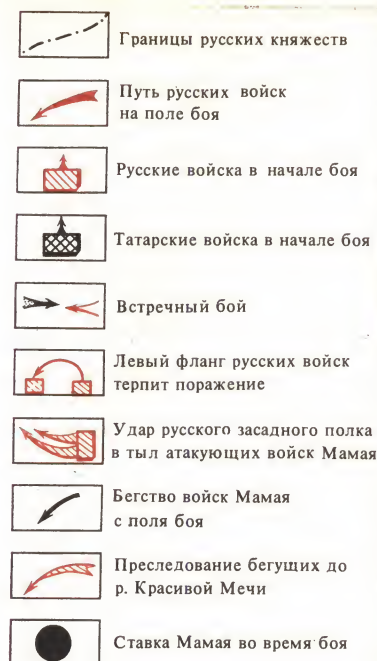 Границы русских княжеств
Путь русских войск
на поле боя
Русские войска в начале боя
Татарские войска в начале боя
Встречный бой
Левый фланг русских войск
терпит поражение
Удар русского засадного полка
в тыл атакующих войск Мамая
Бегство войск Мамая
с поля боя
Преследование бегущих до
р. Красивой Мечи
Ставка Мамая во время боя